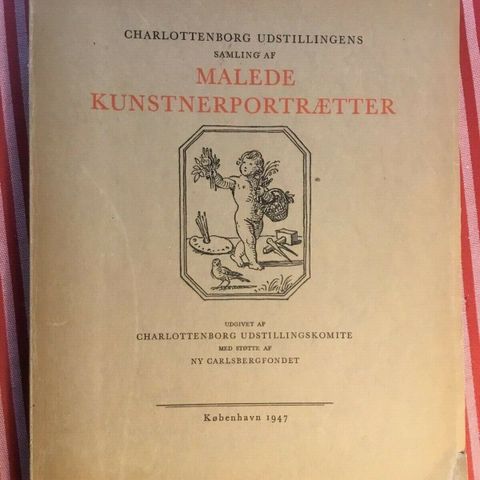 CHARLOTTENBORG UDSTILLINGENS
SAMLING AF
MALEDE
KUNSTNERPORTRÆTTER
UDGIVET AF
CHARLOTTENBORG UDSTILLINGSKOMITE
MED STØTTE AF
NY CARLSBERGFONDET
København 1947